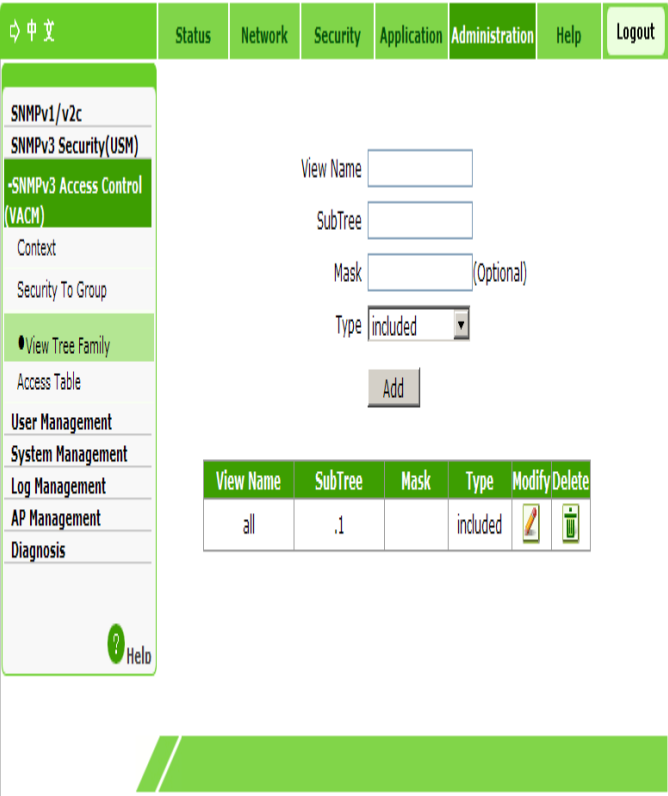 中文
Status Network Security Application Administration Help Logout
SNMPv1/v2c
SNMPv3 Security(USM)
-SNMPv3 Access Control
(VACM)
Context
Security To Group
●View Tree Family
Access Table
User Management
System Management
Log Management
AP Management
Diagnosis
? Help
View Name
SubTree
Mask (Optional)
Type included
Add
View Name SubTree Mask Type Modify Delete
all .1 included